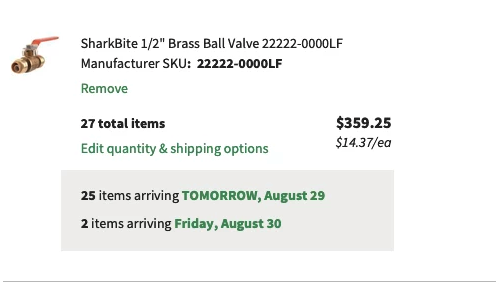 SharkBite 1/2" Brass Ball Valve 22222-0000LF
Manufacturer SKU: 22222-0000LF
Remove
27 total items $359.25
Edit quantity & shipping options $14.37/ea
25 items arriving TOMORROW, August 29
2 items arriving Friday, August 30